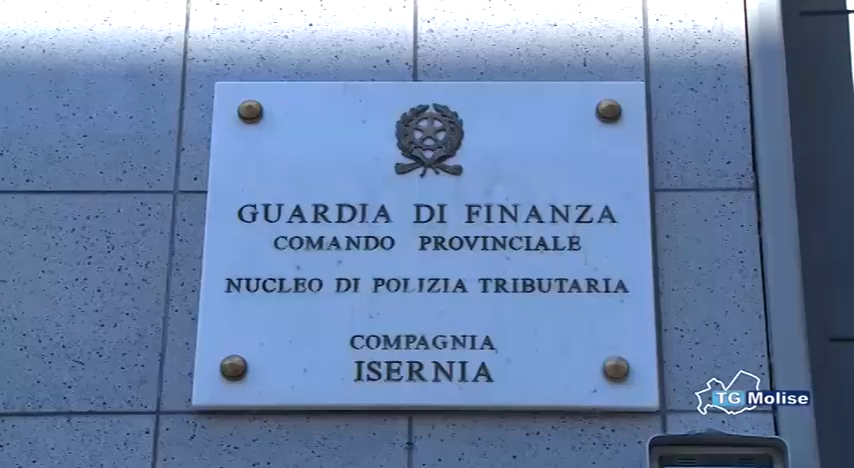 GUARDIA DI FINANZA
COMANDO PROVINCIALE
NUCLEO DI POLIZIA TRIBUTARIA
COMPAGNIA
ISERNIA
TG Molise